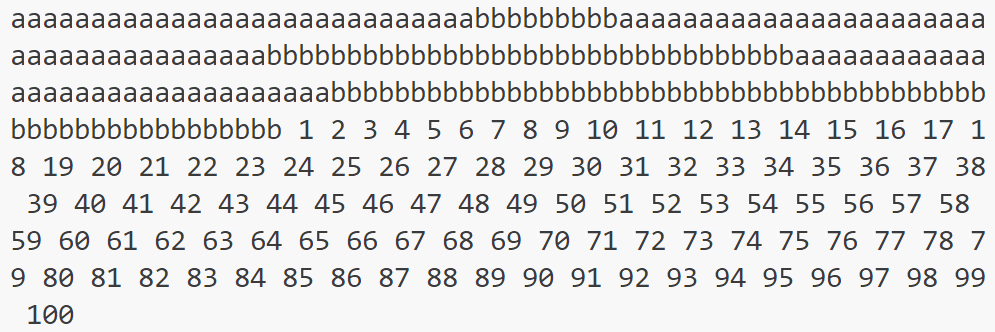 aaaaaaaaaaaaaaaaaaaaaaaaaaaaabbbbbbbbbaaaaaaaaaaaaaaaaaaaaaaa
aaaaaaaaaaaaaaaabbbbbbbbbbbbbbbbbbbbbbbbbbbbbbbbbaaaaaaaaaaaa
aaaaaaaaaaaaaaaaaaaabbbbbbbbbbbbbbbbbbbbbbbbbbbbbbbbbbbbbbbbb
bbbbbbbbbbbbbbbbb 1 2 3 4 5 6 7 8 9 10 11 12 13 14 15 16 17 1
8 19 20 21 22 23 24 25 26 27 28 29 30 31 32 33 34 35 36 37 38
 39 40 41 42 43 44 45 46 47 48 49 50 51 52 53 54 55 56 57 58
59 60 61 62 63 64 65 66 67 68 69 70 71 72 73 74 75 76 77 78 7
9 80 81 82 83 84 85 86 87 88 89 90 91 92 93 94 95 96 97 98 99
 100